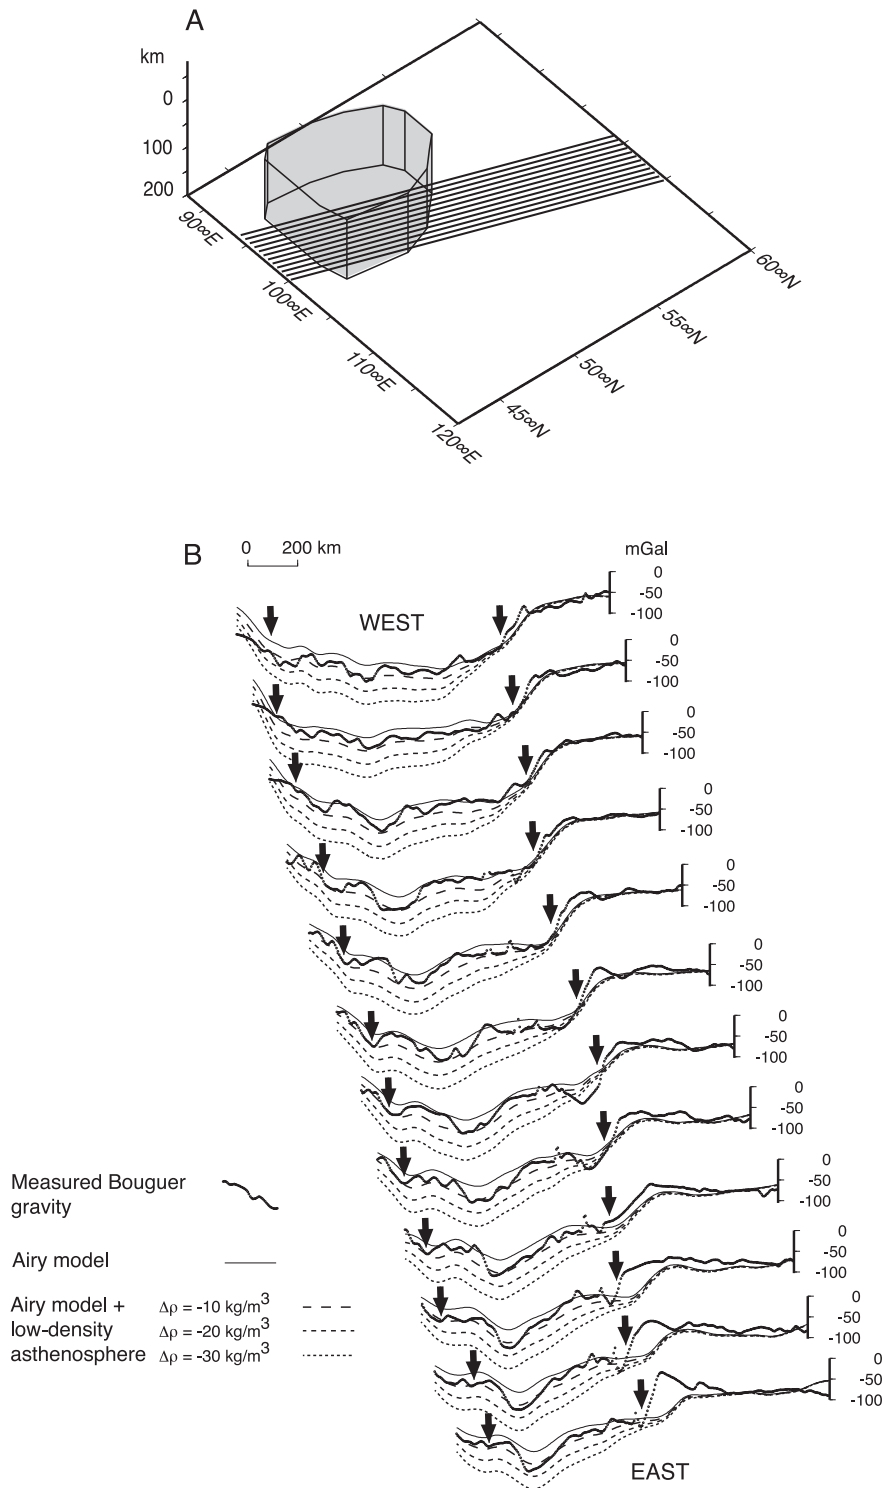 A
km
0
100
200
90∞E
100∞E
110∞E
120∞E
45∞N
50∞N
55∞N
60∞N
B
0 200 km
mGal
WEST
0
-50
-100
0
-50
-100
0
-50
-100
0
-50
-100
0
-50
-100
0
-50
-100
0
-50
-100
0
-50
-100
0
-50
-100
0
-50
-100
0
-50
-100
0
-50
-100
Measured Bouguer
gravity
Airy model
Airy model + Δρ = -10 kg/m³
low-density Δρ = -20 kg/m³
asthenosphere Δρ = -30 kg/m³
EAST